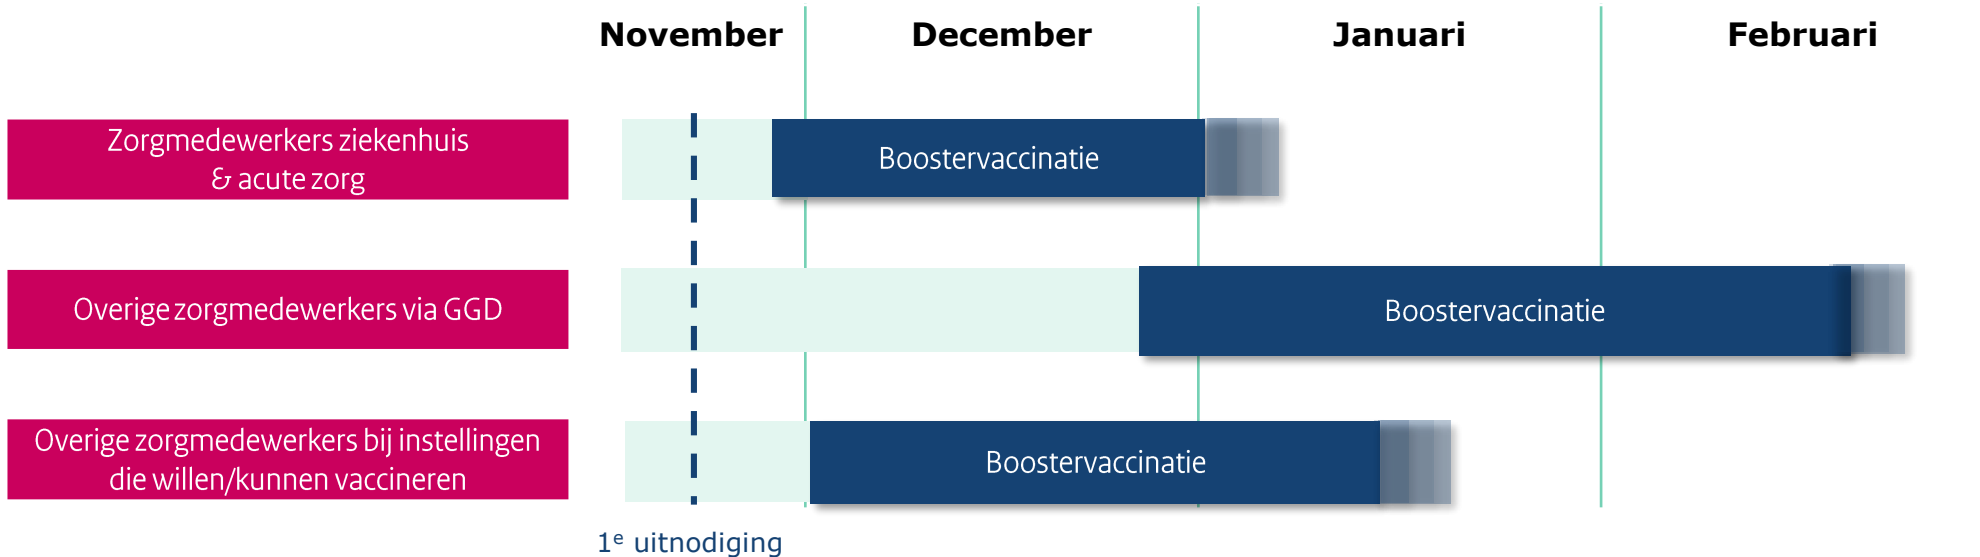 November
December
Januari
Februari
Zorgmedewerkers ziekenhuis
& acute zorg
Boostervaccinatie
Overige zorgmedewerkers via GGD
Boostervaccinatie
Overige zorgmedewerkers bij instellingen
die willen/kunnen vaccineren
Boostervaccinatie
1e uitnodiging